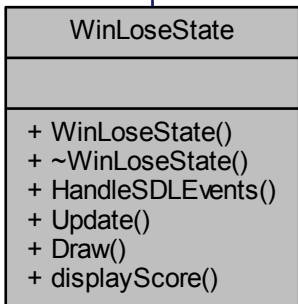 WinLoseState
+ WinLoseState()
+ ~WinLoseState()
+ HandleSDLEvents()
+ Update()
+ Draw()
+ displayScore()